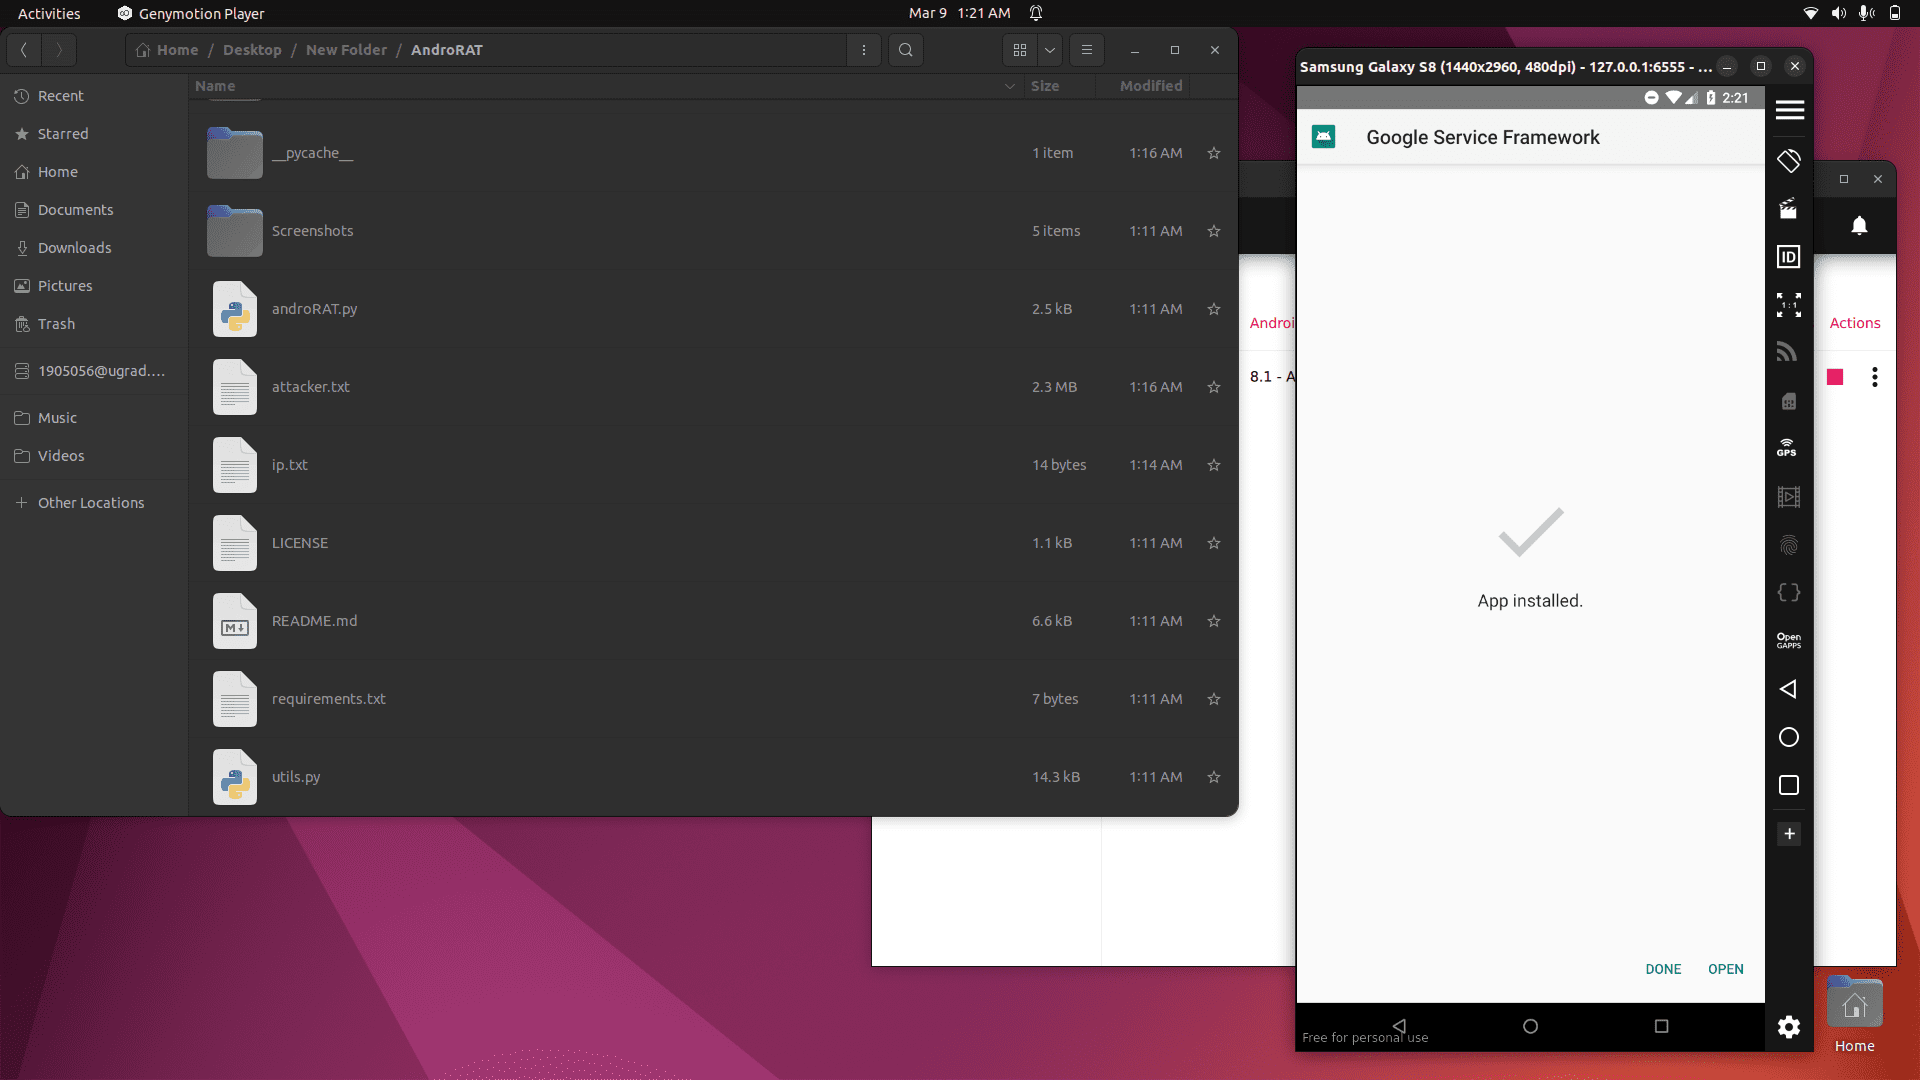 Activities
Genymotion Player
Mar 9 1:21 AM
Home / Desktop / New Folder / AndroRAT
Name
Size
Modified
Recent
Starred
Home
Documents
Downloads
Pictures
Trash
1905056@ugrad....
Music
Videos
Other Locations
__pycache__
1 item
1:16 AM
Screenshots
5 items
1:11 AM
androRAT.py
2.5 kB
1:11 AM
attacker.txt
2.3 MB
1:16 AM
ip.txt
14 bytes
1:14 AM
LICENSE
1.1 kB
1:11 AM
README.md
6.6 kB
1:11 AM
requirements.txt
7 bytes
1:11 AM
utils.py
14.3 kB
1:11 AM
Androi
8.1 - A
Actions
Samsung Galaxy S8 (1440x2960, 480dpi) - 127.0.0.1:6555 - ...
2:21
Google Service Framework
App installed.
DONE
OPEN
Free for personal use
ID
1:1
GPS
Open
GAPPS
Home